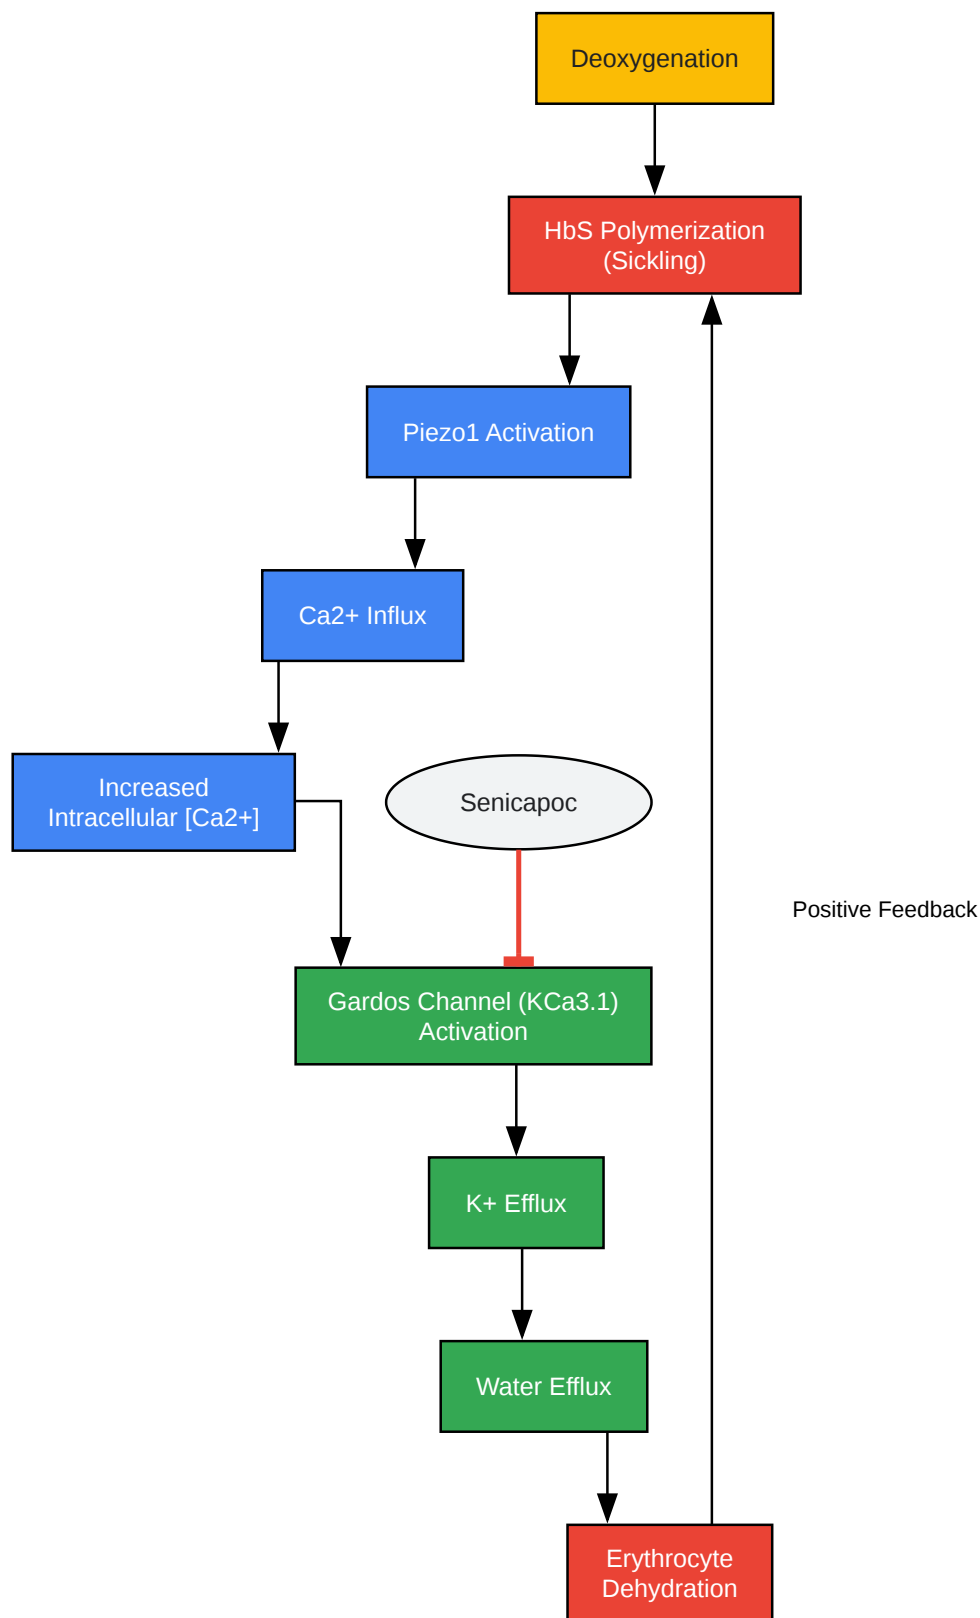 Deoxygenation
HbS Polymerization
(Sickling)
Piezo1 Activation
Ca2+ Influx
Increased
Intracellular [Ca2+]
Senicapoc
Positive Feedback
Gardos Channel (KCa3.1)
Activation
K+ Efflux
Water Efflux
Erythrocyte
Dehydration